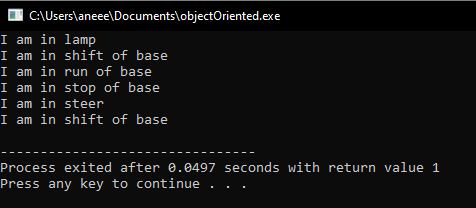 C:\Users\aneee\Documents\objectOriented.exe
I am in lamp
I am in shift of base
I am in run of base
I am in stop of base
I am in steer
I am in shift of base
--------------------------------
Process exited after 0.0497 seconds with return value 1
Press any key to continue . . .